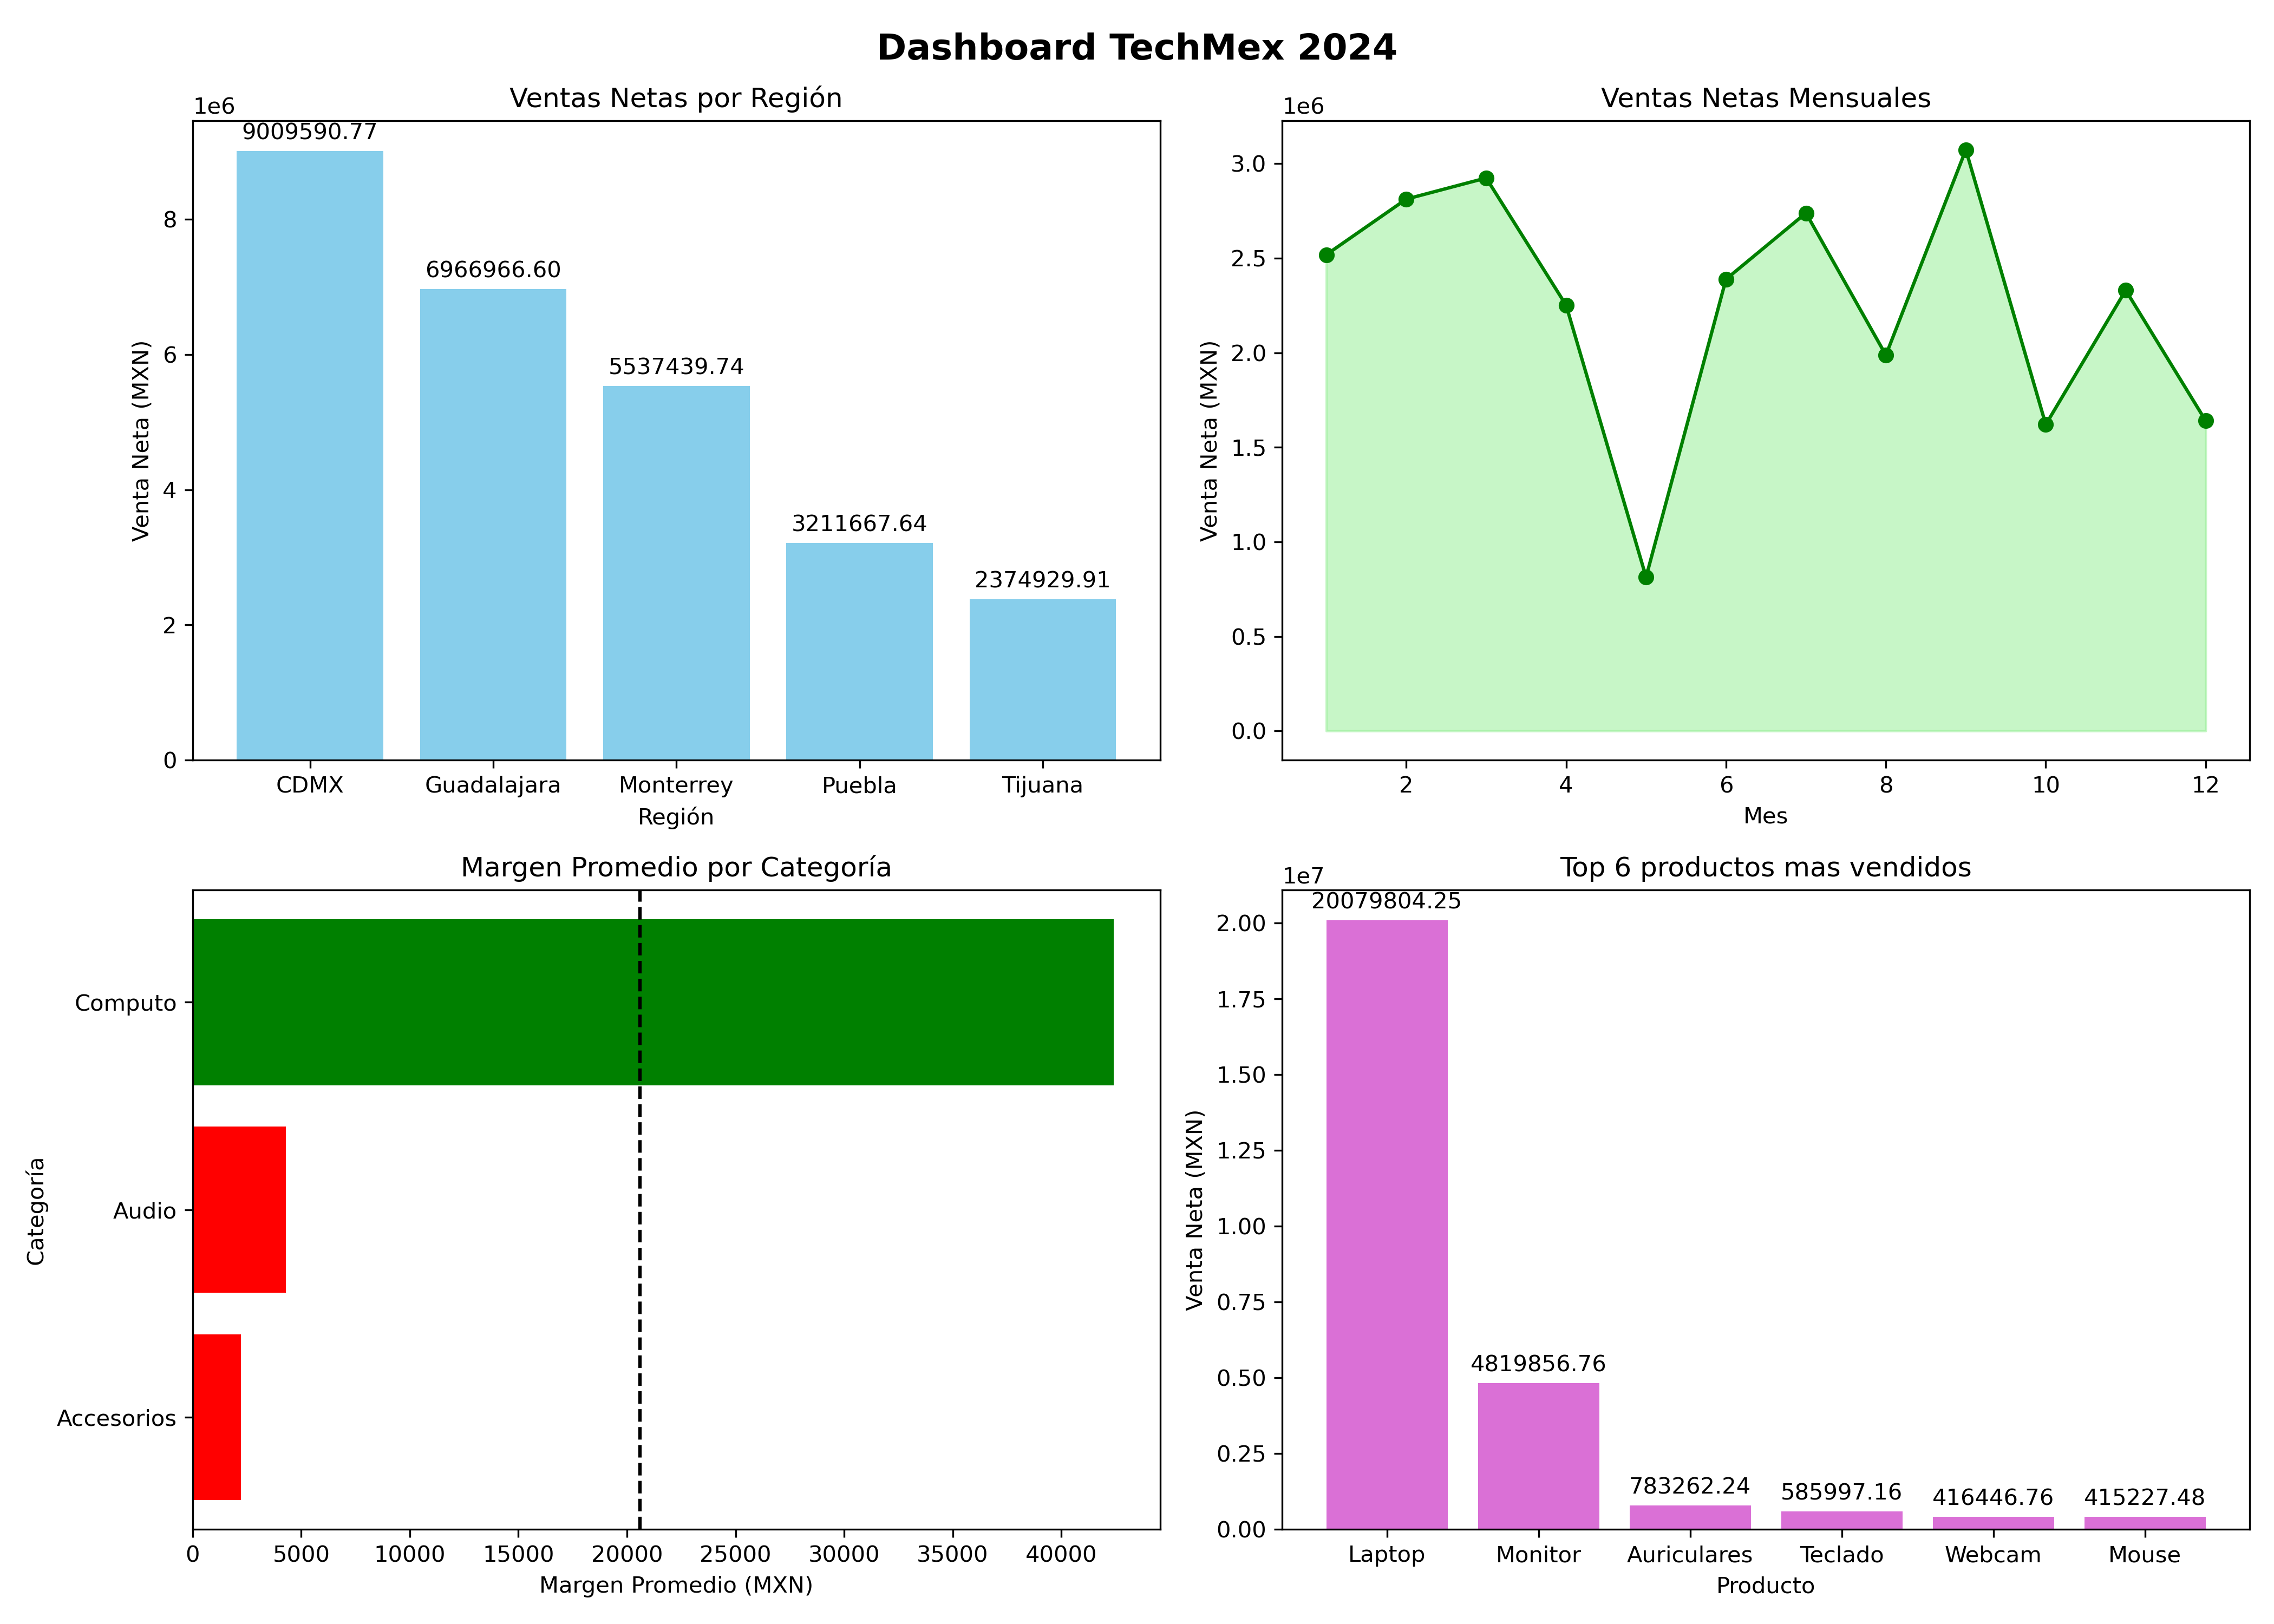 Dashboard TechMex 2024
Ventas Netas por Región
1e6
9009590.77
6966966.60
5537439.74
3211667.64
2374929.91
8
6
4
2
0
Venta Neta (MXN)
CDMX Guadalajara Monterrey Puebla Tijuana
Región
Ventas Netas Mensuales
1e6
3.0
2.5
2.0
1.5
1.0
0.5
0.0
Venta Neta (MXN)
2 4 6 8 10 12
Mes
Margen Promedio por Categoría
Computo
Audio
Accesorios
Categoría
0 5000 10000 15000 20000 25000 30000 35000 40000
Margen Promedio (MXN)
Top 6 productos mas vendidos
1e7
20079804.25
4819856.76
783262.24
585997.16
416446.76
415227.48
2.00
1.75
1.50
1.25
1.00
0.75
0.50
0.25
0.00
Venta Neta (MXN)
Laptop Monitor Auriculares Teclado Webcam Mouse
Producto